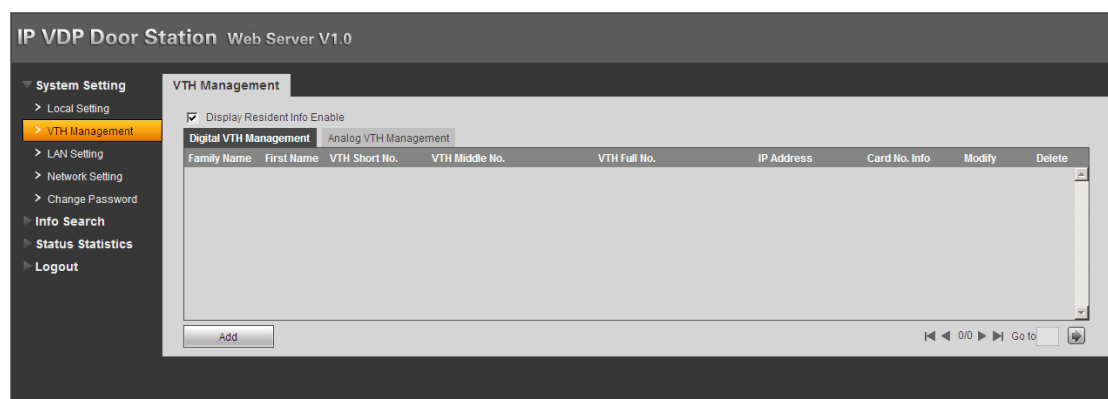 IP VDP Door Station Web Server V1.0
System Setting
> Local Setting
> VTH Management
> LAN Setting
> Network Setting
> Change Password
Info Search
Status Statistics
Logout
VTH Management
Display Resident Info Enable
Digital VTH Management Analog VTH Management
Family Name First Name VTH Short No. VTH Middle No. VTH Full No. IP Address Card No. Info Modify Delete
Add 0/0 Go to